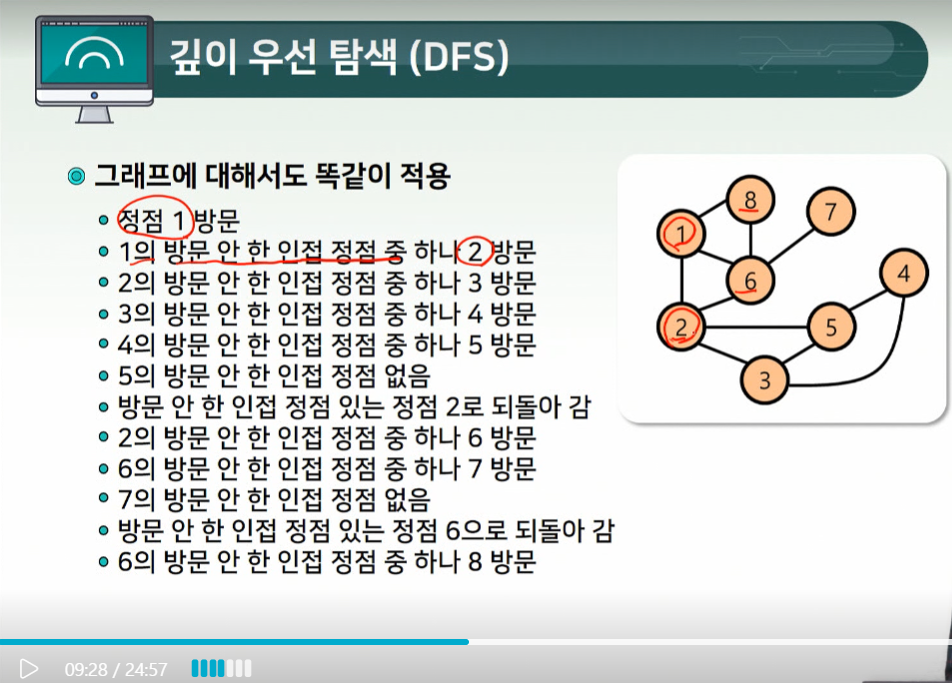 깊이 우선 탐색 (DFS)
그래프에 대해서도 똑같이 적용
정점 1 방문
1의 방문 안 한 인접 정점 중 하나 2 방문
2의 방문 안 한 인접 정점 중 하나 3 방문
3의 방문 안 한 인접 정점 중 하나 4 방문
4의 방문 안 한 인접 정점 중 하나 5 방문
5의 방문 안 한 인접 정점 없음
방문 안 한 인접 정점 있는 정점 2로 되돌아 감
2의 방문 안 한 인접 정점 중 하나 6 방문
6의 방문 안 한 인접 정점 중 하나 7 방문
7의 방문 안 한 인접 정점 없음
방문 안 한 인접 정점 있는 정점 6으로 되돌아 감
6의 방문 안 한 인접 정점 중 하나 8 방문
8
7
1
6
4
2
5
3
09:28 / 24:57